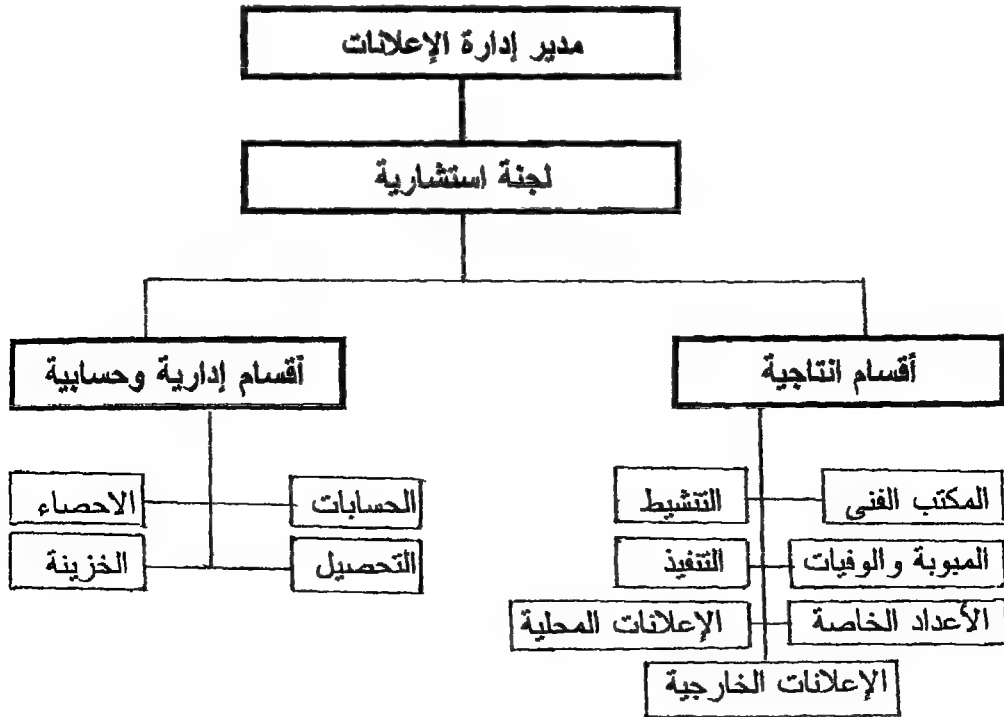 مدير إدارة الإعلانات
لجنة استشارية
أقسام انتاجية
أقسام إدارية وحسابية
المكتب الفنى
التنشيط
المبوبة والوفيات
التنفيذ
الأعداد الخاصة
الإعلانات المحلية
الإعلانات الخارجية
الحسابات
الاحصاء
التحصيل
الخزينة